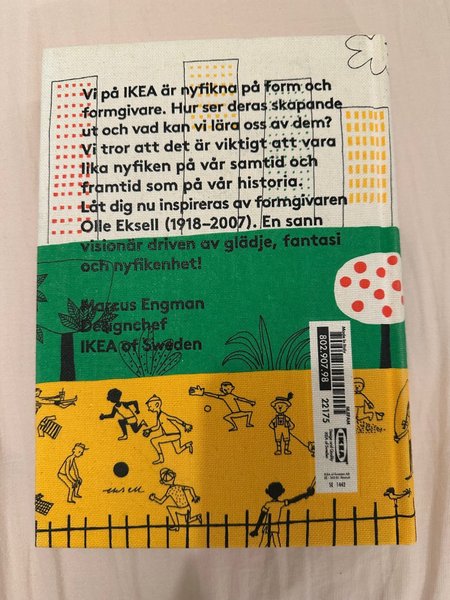 Vi på IKEA är nyfikna på form och
formgivare. Hur ser deras skapande
ut och vad kan vi lära oss av dem?
Vi tror att det är viktigt att vara
lika nyfiken på vår samtid och
framtid som på vår historia.
Låt dig nu inspireras av formgivaren
Olle Eksell (1918–2007). En sann
visionär driven av glädje, fantasi
och nyfikenhet!
Marcus Engman
Designchef
IKEA of Sweden
802.907.98
22175
IKEA
eksell